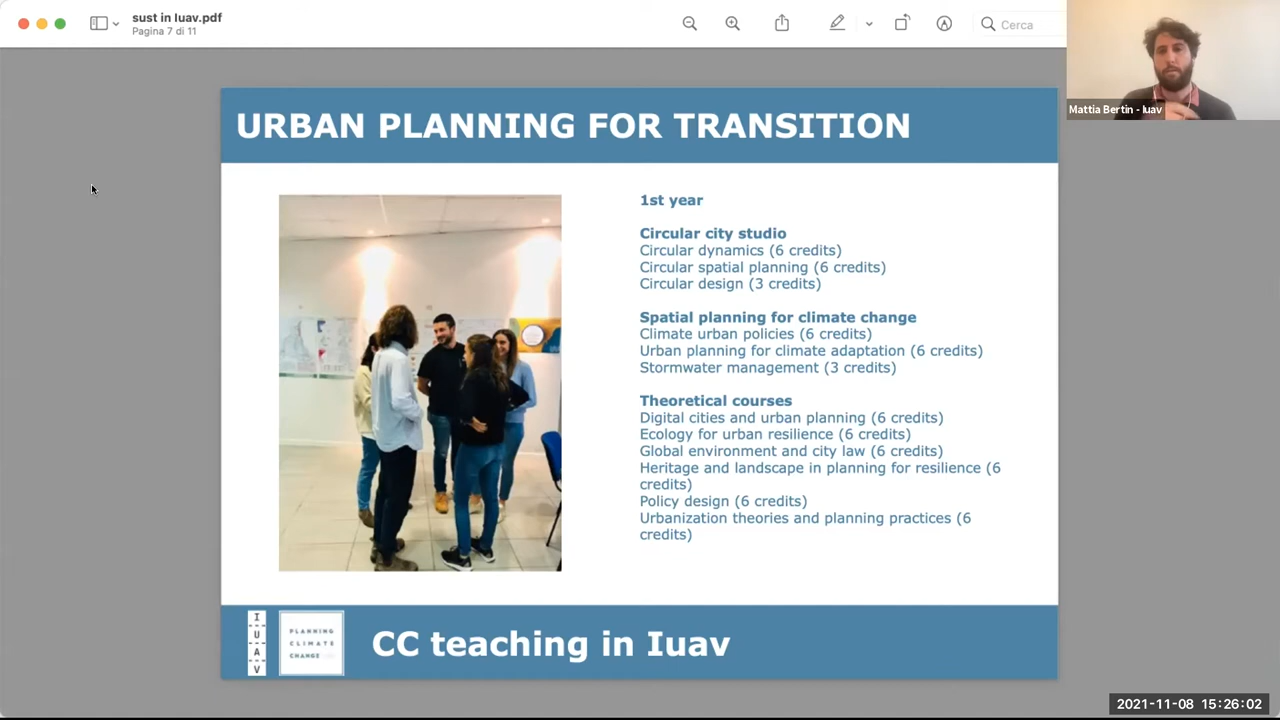 sust in Iuav.pdf
Pagina 7 di 11
Cerca
Mattia Bertin - Iuav
URBAN PLANNING FOR TRANSITION
1st year
Circular city studio
Circular dynamics (6 credits)
Circular spatial planning (6 credits)
Circular design (3 credits)
Spatial planning for climate change
Climate urban policies (6 credits)
Urban planning for climate adaptation (6 credits)
Stormwater management (3 credits)
Theoretical courses
Digital cities and urban planning (6 credits)
Ecology for urban resilience (6 credits)
Global environment and city law (6 credits)
Heritage and landscape in planning for resilience (6
credits)
Policy design (6 credits)
Urbanization theories and planning practices (6
credits)
I
U
A
V
PLANNING
CLIMATE
CHANGE
CC teaching in Iuav
2021-11-08 15:26:02